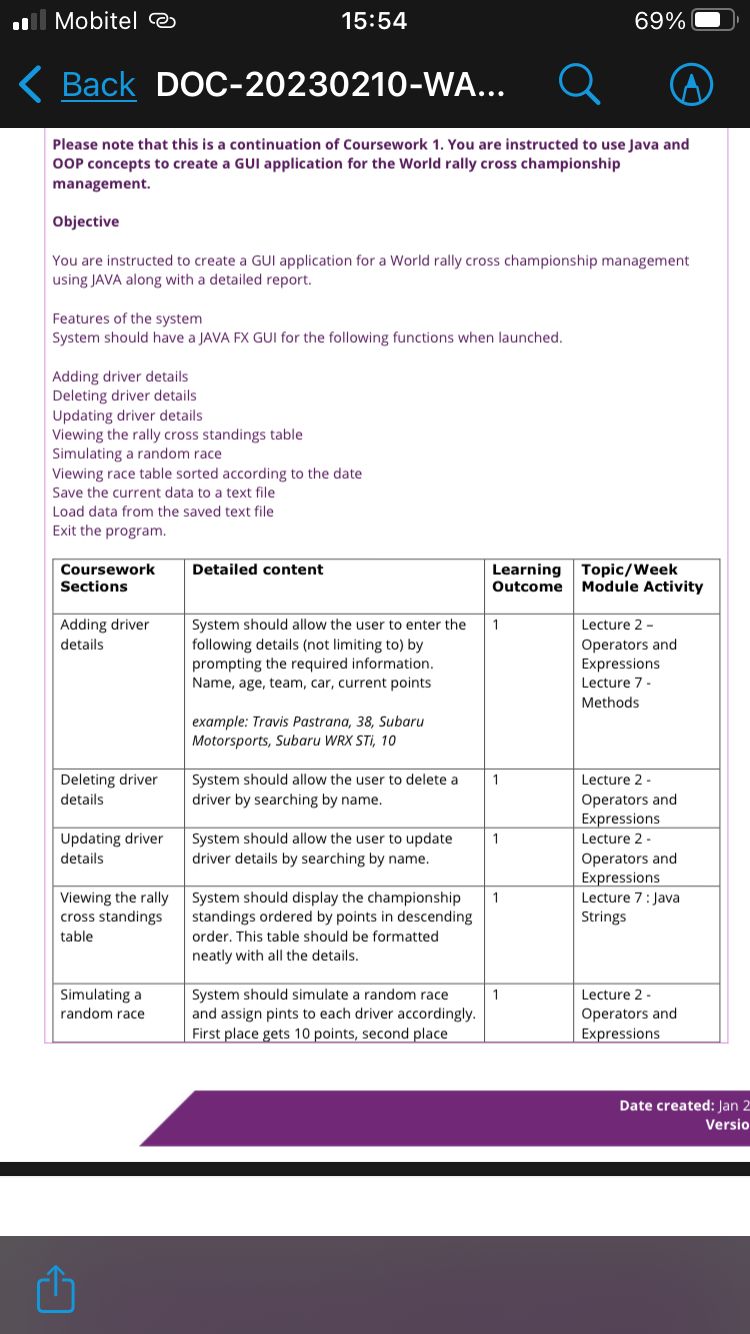 Mobitel
15:54
69%
Back DOC-20230210-WA...
Please note that this is a continuation of Coursework 1. You are instructed to use Java and
OOP concepts to create a GUI application for the World rally cross championship
management.
Objective
You are instructed to create a GUI application for a World rally cross championship management
using JAVA along with a detailed report.
Features of the system
System should have a JAVA FX GUI for the following functions when launched.
Adding driver details
Deleting driver details
Updating driver details
Viewing the rally cross standings table
Simulating a random race
Viewing race table sorted according to the date
Save the current data to a text file
Load data from the saved text file
Exit the program.
Coursework
Sections
Detailed content
Learning
Outcome
Topic/Week
Module Activity
Adding driver
details
System should allow the user to enter the
following details (not limiting to) by
prompting the required information.
Name, age, team, car, current points
example: Travis Pastrana, 38, Subaru
Motorsports, Subaru WRX STi, 10
1
Lecture 2 –
Operators and
Expressions
Lecture 7 -
Methods
Deleting driver
details
System should allow the user to delete a
driver by searching by name.
1
Lecture 2 -
Operators and
Expressions
Updating driver
details
System should allow the user to update
driver details by searching by name.
1
Lecture 2 -
Operators and
Expressions
Viewing the rally
cross standings
table
System should display the championship
standings ordered by points in descending
order. This table should be formatted
neatly with all the details.
1
Lecture 7 : Java
Strings
Simulating a
random race
System should simulate a random race
and assign pints to each driver accordingly.
First place gets 10 points, second place
1
Lecture 2 -
Operators and
Expressions
Date created: Jan 2
Versio